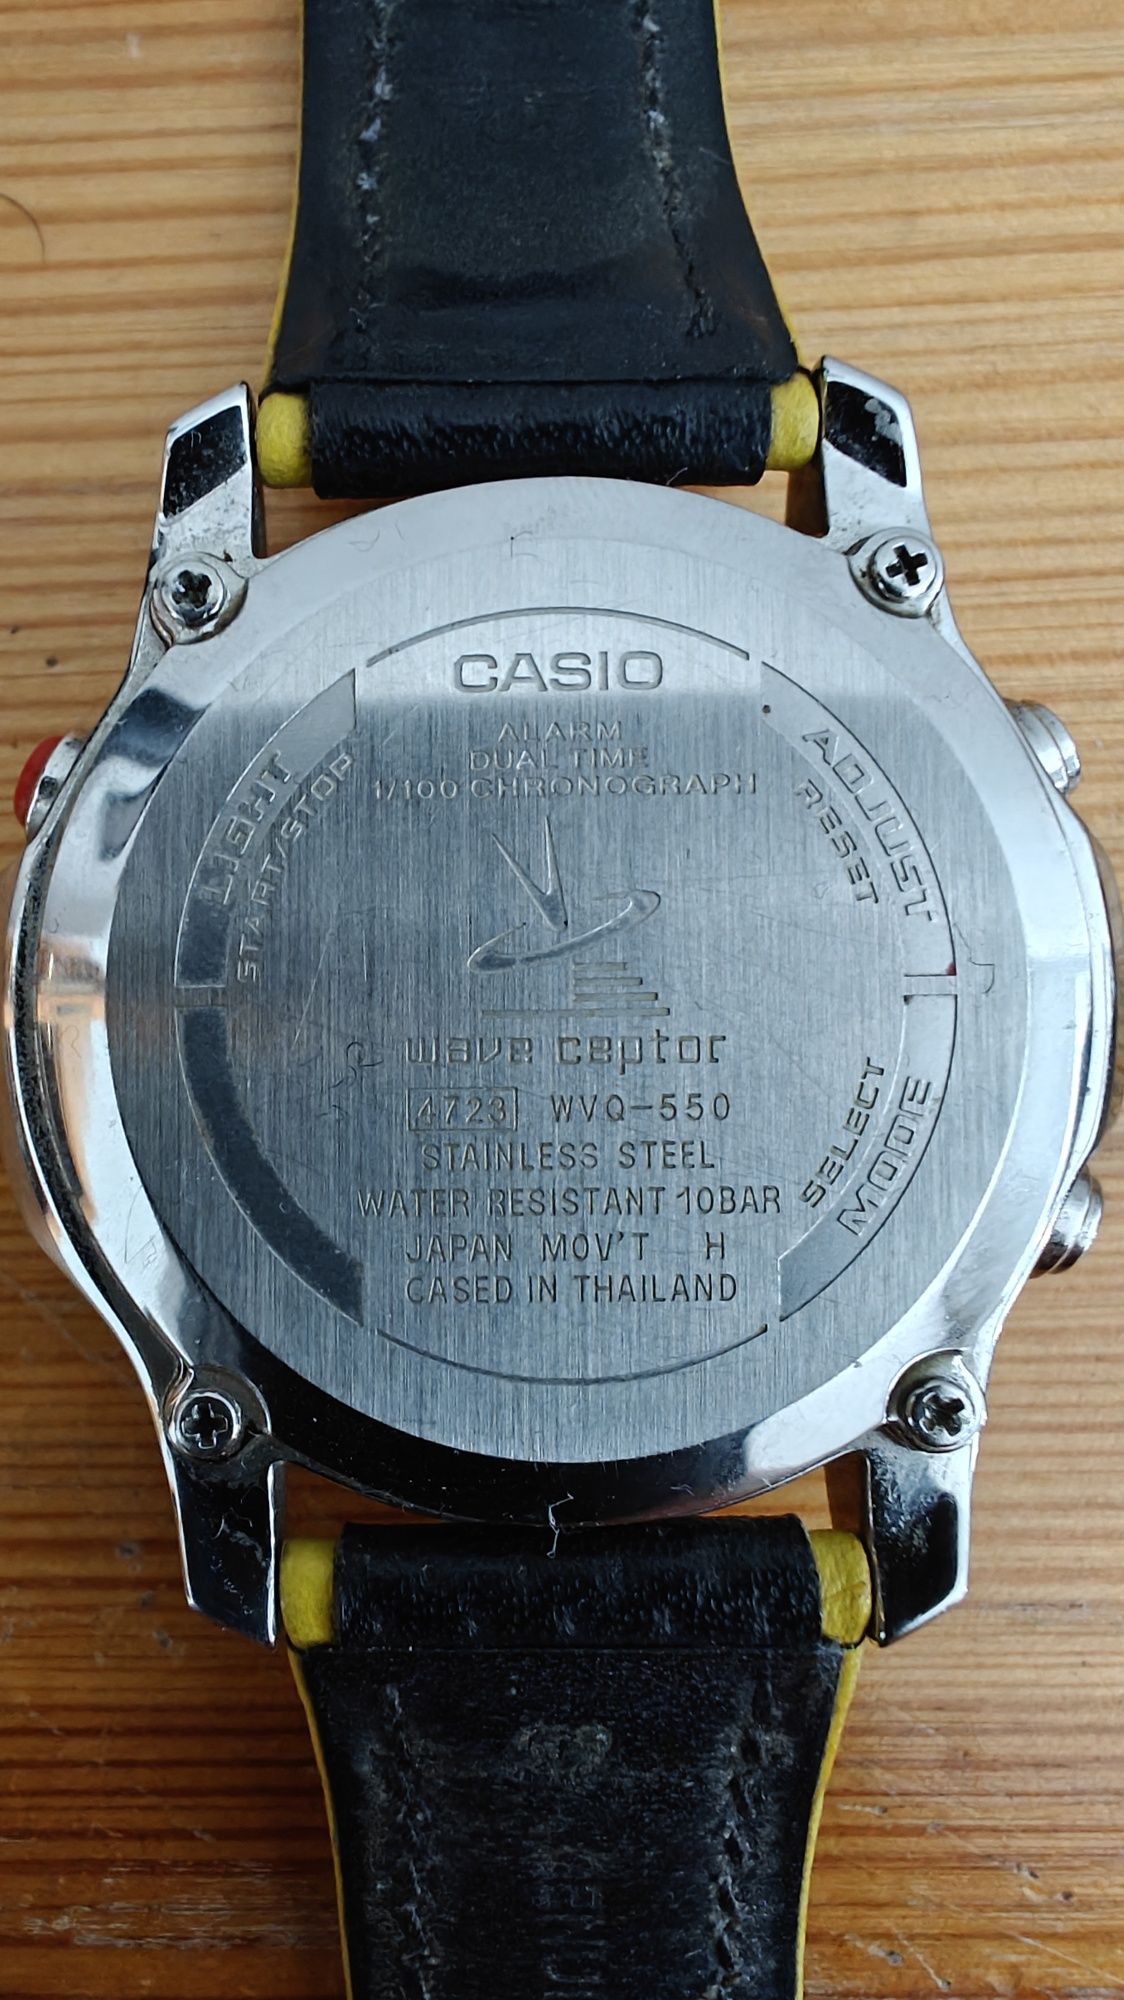 CASIO
ALARM
DUAL TIME
1/100 CHRONOGRAPH
LIGHT
START/STOP
ADJUST
RESET
wave ceptor
4723 WVQ-550
STAINLESS STEEL
WATER RESISTANT 10BAR
JAPAN MOV'T H
CASED IN THAILAND
SELECT
MODE